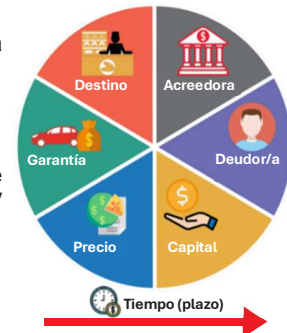 Destino
Acreedora
Garantía
Deudor/a
Precio
Capital
Tiempo (plazo)